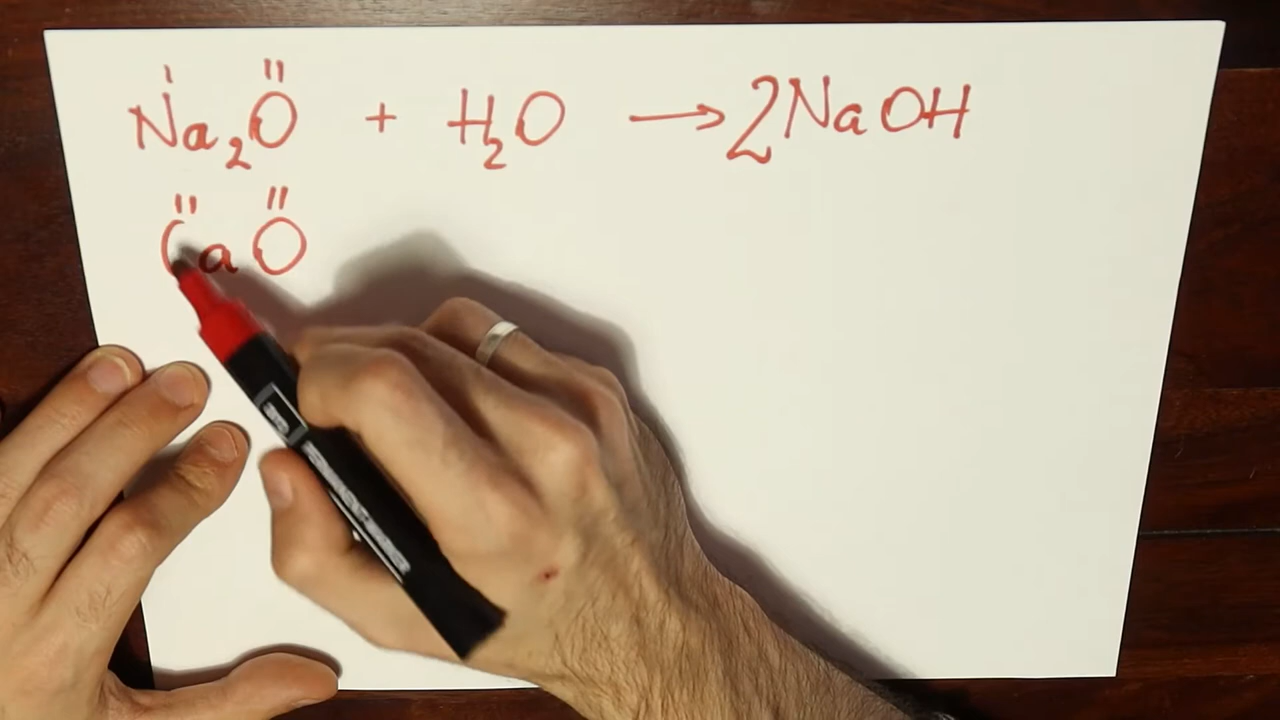 Na₂O + H₂O → 2NaOH
CaO